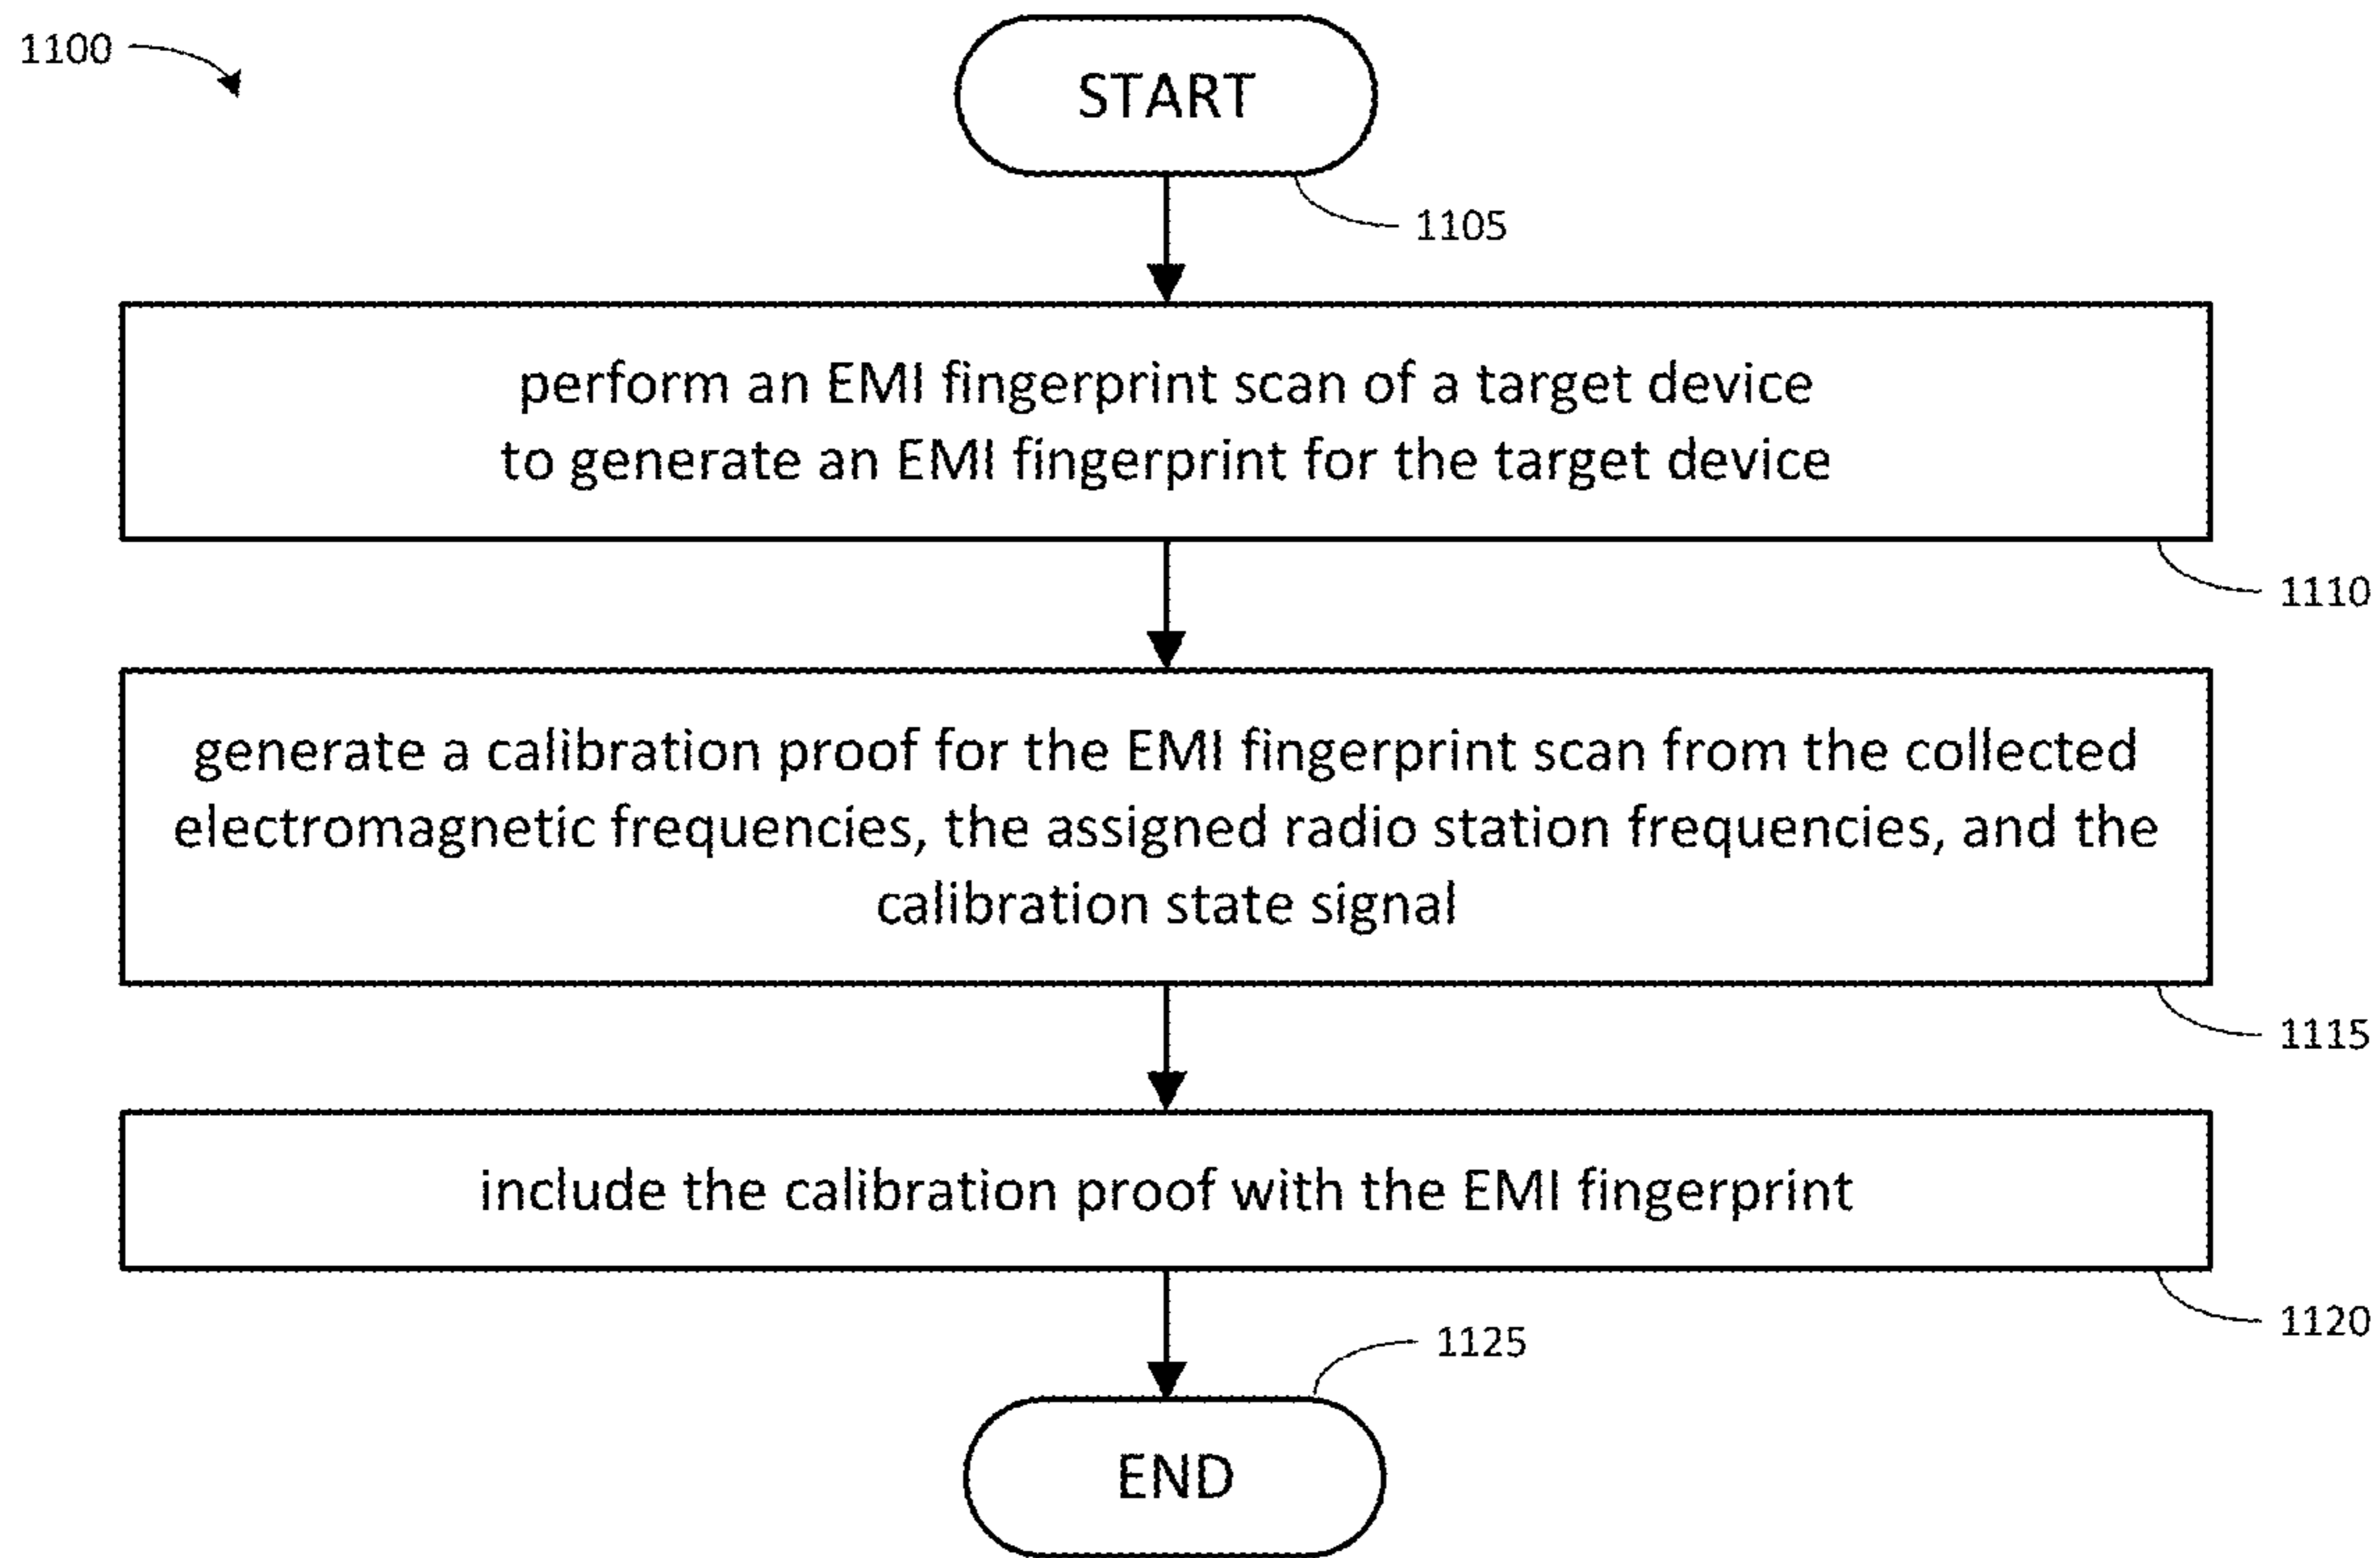 1100
START
1105
perform an EMI fingerprint scan of a target device
to generate an EMI fingerprint for the target device
1110
generate a calibration proof for the EMI fingerprint scan from the collected
electromagnetic frequencies, the assigned radio station frequencies, and the
calibration state signal
1115
include the calibration proof with the EMI fingerprint
1120
1125
END